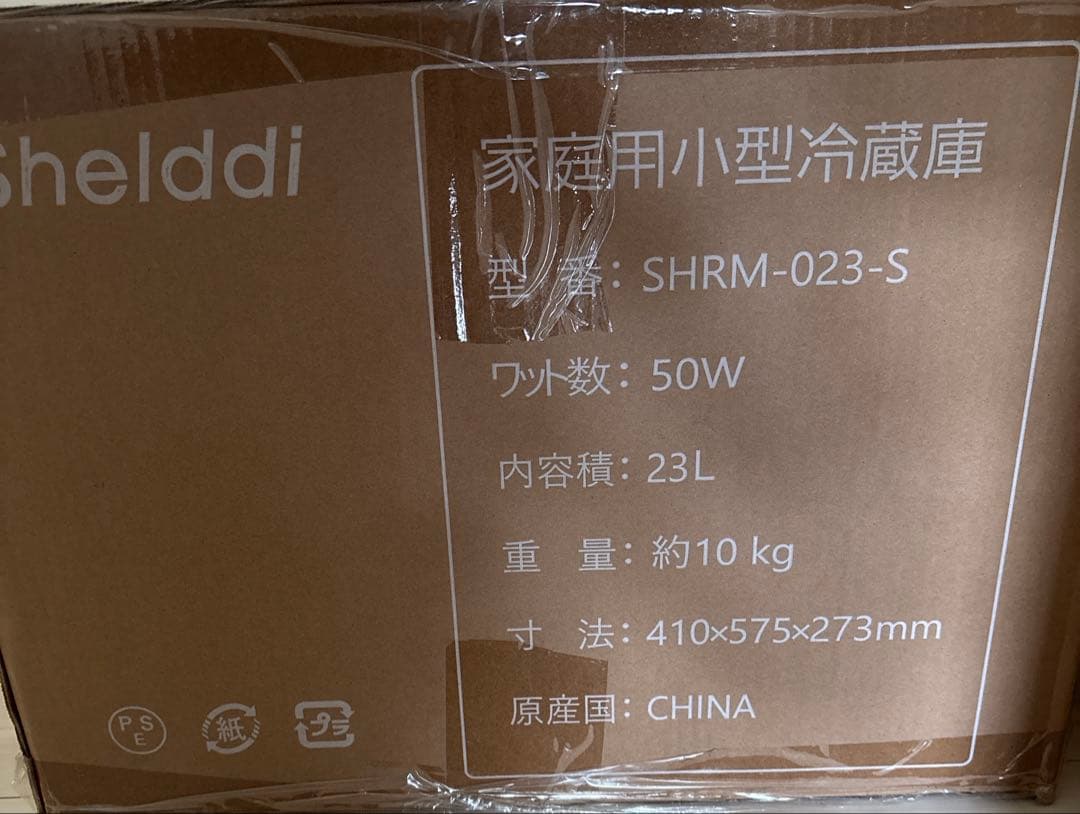 Shelddi
家庭用小型冷蔵庫
型　番：SHRM-023-S
ワット数：50W
内容積：23L
重　量：約10 kg
寸　法：410×575×273mm
原産国：CHINA
PSE 紙 プラ